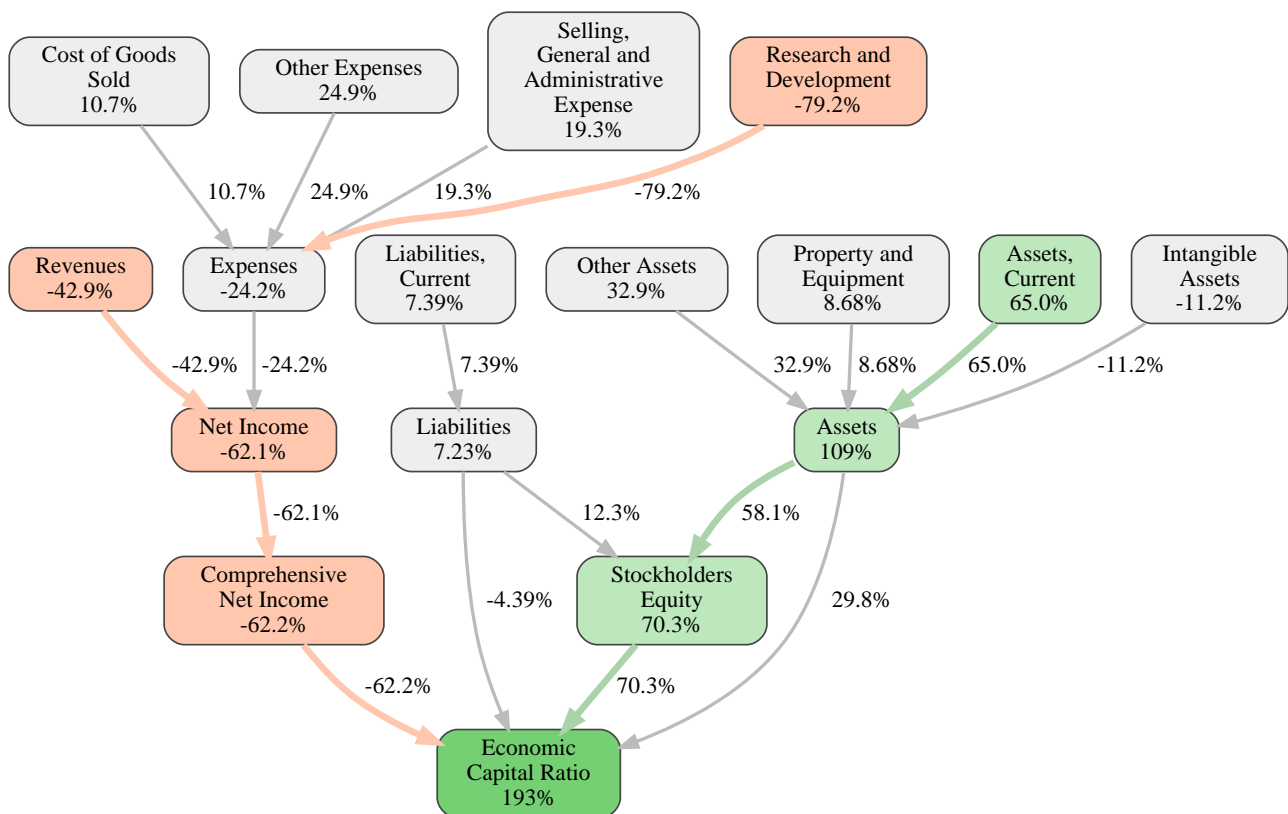 Cost of Goods
Sold
10.7%
Other Expenses
24.9%
Selling,
General and
Administrative
Expense
19.3%
Research and
Development
-79.2%
10.7%
24.9%
19.3%
-79.2%
Revenues
-42.9%
Expenses
-24.2%
Liabilities,
Current
7.39%
Other Assets
32.9%
Property and
Equipment
8.68%
Assets,
Current
65.0%
Intangible
Assets
-11.2%
-42.9%
-24.2%
7.39%
32.9%
8.68%
65.0%
-11.2%
Net Income
-62.1%
Liabilities
7.23%
Assets
109%
-62.1%
12.3%
58.1%
Comprehensive
Net Income
-62.2%
-4.39%
Stockholders
Equity
70.3%
29.8%
-62.2%
70.3%
Economic
Capital Ratio
193%